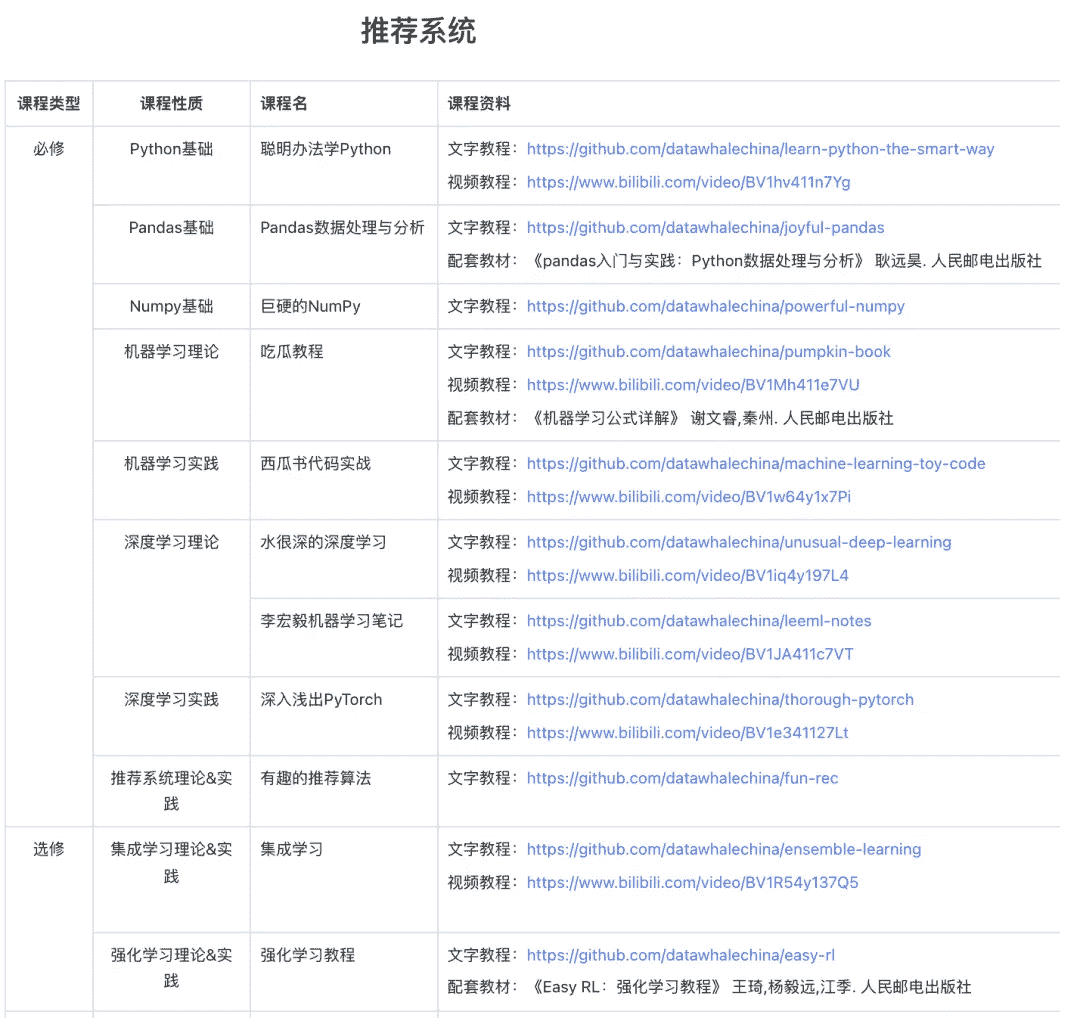 推荐系统
课程类型 课程性质 课程名 课程资料
必修 Python基础 聪明办法学Python 文字教程：https://github.com/datawhalechina/learn-python-the-smart-way
视频教程：https://www.bilibili.com/video/BV1hv411n7Yg
Pandas基础 Pandas数据处理与分析 文字教程：https://github.com/datawhalechina/joyful-pandas
配套教材：《pandas入门与实践：Python数据处理与分析》 耿远昊. 人民邮电出版社
Numpy基础 巨硬的NumPy 文字教程：https://github.com/datawhalechina/powerful-numpy
机器学习理论 吃瓜教程 文字教程：https://github.com/datawhalechina/pumpkin-book
视频教程：https://www.bilibili.com/video/BV1Mh411e7VU
配套教材：《机器学习公式详解》 谢文睿,秦州. 人民邮电出版社
机器学习实践 西瓜书代码实战 文字教程：https://github.com/datawhalechina/machine-learning-toy-code
视频教程：https://www.bilibili.com/video/BV1w64y1x7Pi
深度学习理论 水很深的深度学习 文字教程：https://github.com/datawhalechina/unusual-deep-learning
视频教程：https://www.bilibili.com/video/BV1iq4y197L4
李宏毅机器学习笔记 文字教程：https://github.com/datawhalechina/leeml-notes
视频教程：https://www.bilibili.com/video/BV1JA411c7VT
深度学习实践 深入浅出PyTorch 文字教程：https://github.com/datawhalechina/thorough-pytorch
视频教程：https://www.bilibili.com/video/BV1e341127Lt
推荐系统理论&实 有趣的推荐算法 文字教程：https://github.com/datawhalechina/fun-rec
践
选修 集成学习理论&实 集成学习 文字教程：https://github.com/datawhalechina/ensemble-learning
践 视频教程：https://www.bilibili.com/video/BV1R54y137Q5
强化学习理论&实 强化学习教程 文字教程：https://github.com/datawhalechina/easy-rl
践 配套教材：《Easy RL：强化学习教程》 王琦,杨毅远,江季. 人民邮电出版社